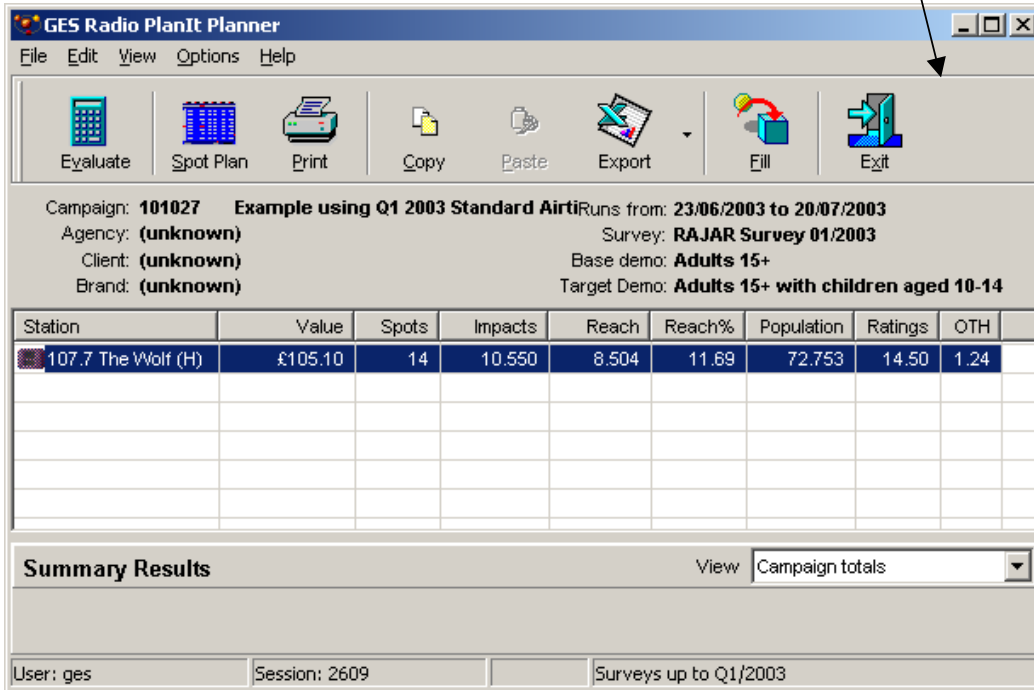 GES Radio PlanIt Planner
File Edit View Options Help
Evaluate Spot Plan Print Copy Paste Export Fill Exit
Campaign: 101027 Example using Q1 2003 Standard Airti Runs from: 23/06/2003 to 20/07/2003
Agency: (unknown) Survey: RAJAR Survey 01/2003
Client: (unknown) Base demo: Adults 15+
Brand: (unknown) Target Demo: Adults 15+ with children aged 10-14
Station Value Spots Impacts Reach Reach% Population Ratings OTH
107.7 The Wolf (H) £105.10 14 10.550 8.504 11.69 72.753 14.50 1.24
Summary Results View Campaign totals
User: ges Session: 2609 Surveys up to Q1/2003